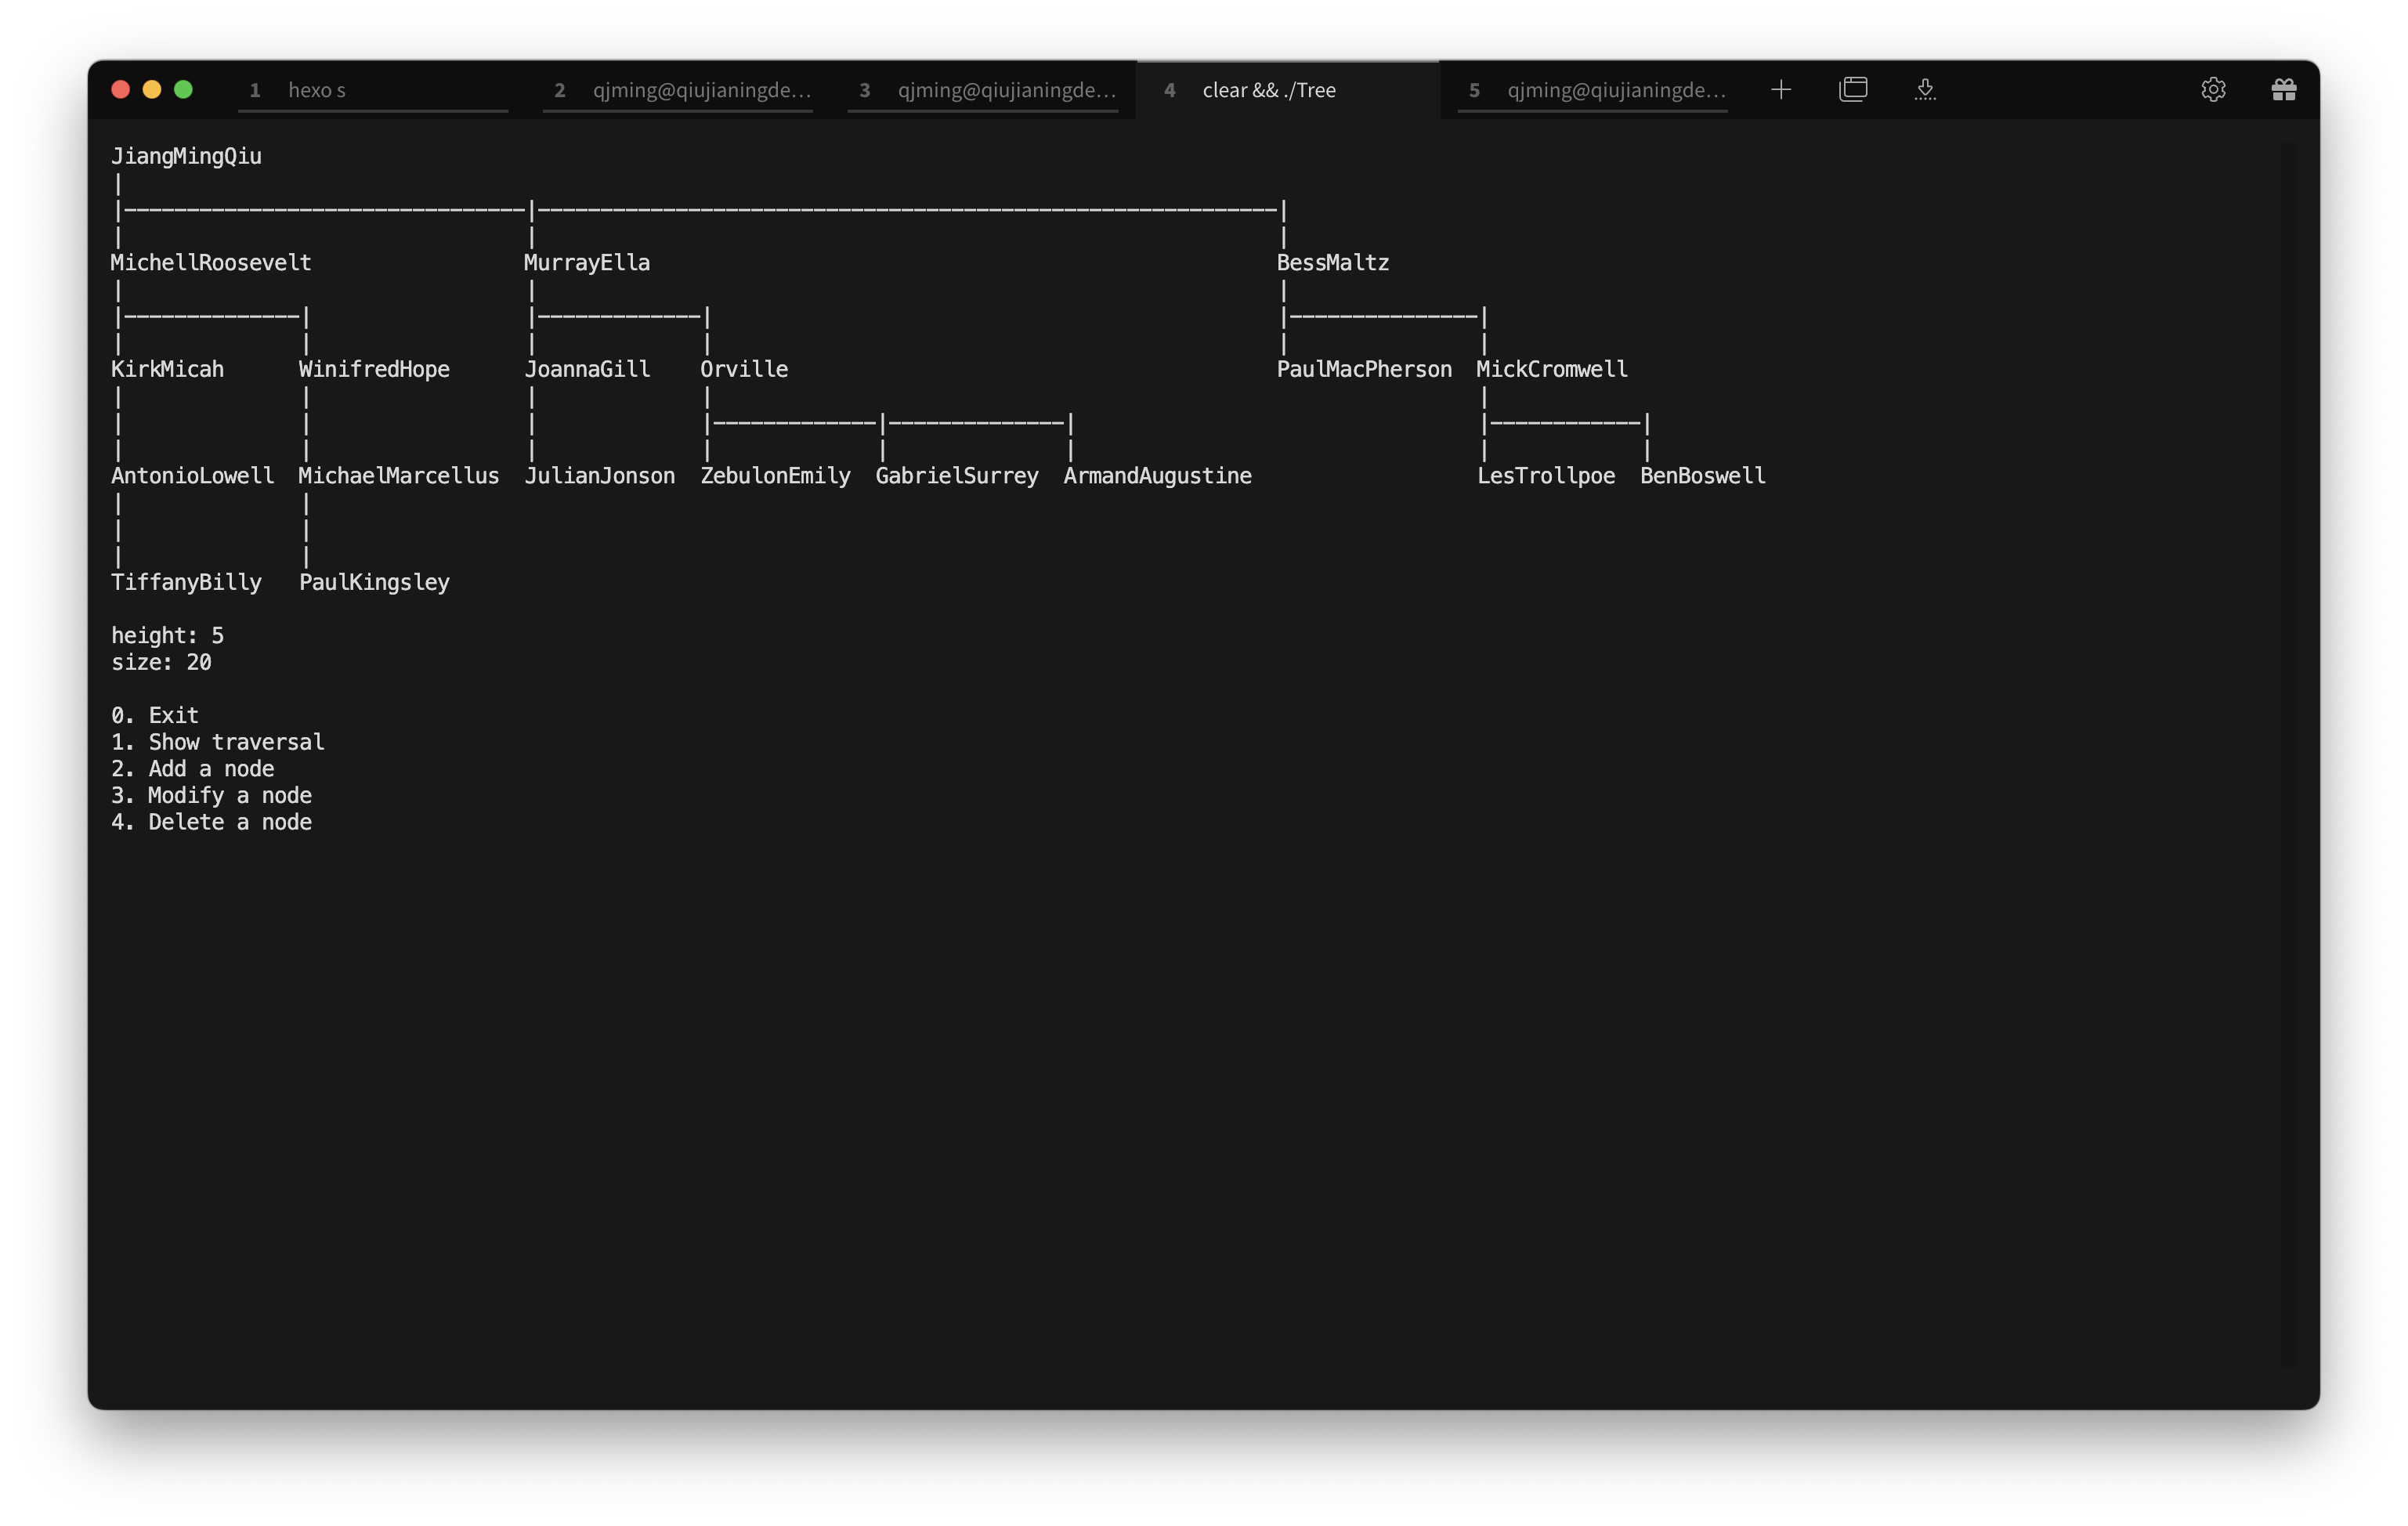 1 hexo s 2 qjming@qiujianingde... 3 qjming@qiujianingde... 4 clear && ./Tree 5 qjming@qiujianingde...
JiangMingQiu
MichellRoosevelt MurrayElla BessMaltz
KirkMicah WinifredHope JoannaGill Orville PaulMacPherson MickCromwell
AntonioLowell MichaelMarcellus JulianJonson ZebulonEmily GabrielSurrey ArmandAugustine LesTrollpoe BenBoswell
TiffanyBilly PaulKingsley
height: 5
size: 20
0. Exit
1. Show traversal
2. Add a node
3. Modify a node
4. Delete a node